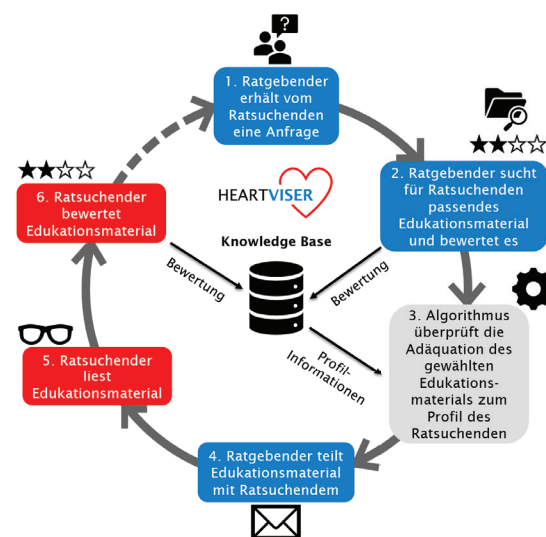 ?
1. Ratgebender
erhält vom
Ratsuchenden
eine Anfrage
2. Ratgebender sucht
für Ratsuchenden
passendes
Edukationsmaterial
und bewertet es
6. Ratsuchender
bewertet
Edukationsmaterial
HEARTVISER
Knowledge Base
Bewertung
Bewertung
3. Algorithmus
überprüft die
Adäquation des
gewählten
Edukations-
materials zum
Profil des
Ratsuchenden
Profil-
Informationen
5. Ratsuchender
liest
Edukationsmaterial
4. Ratgebender teilt
Edukationsmaterial
mit Ratsuchendem